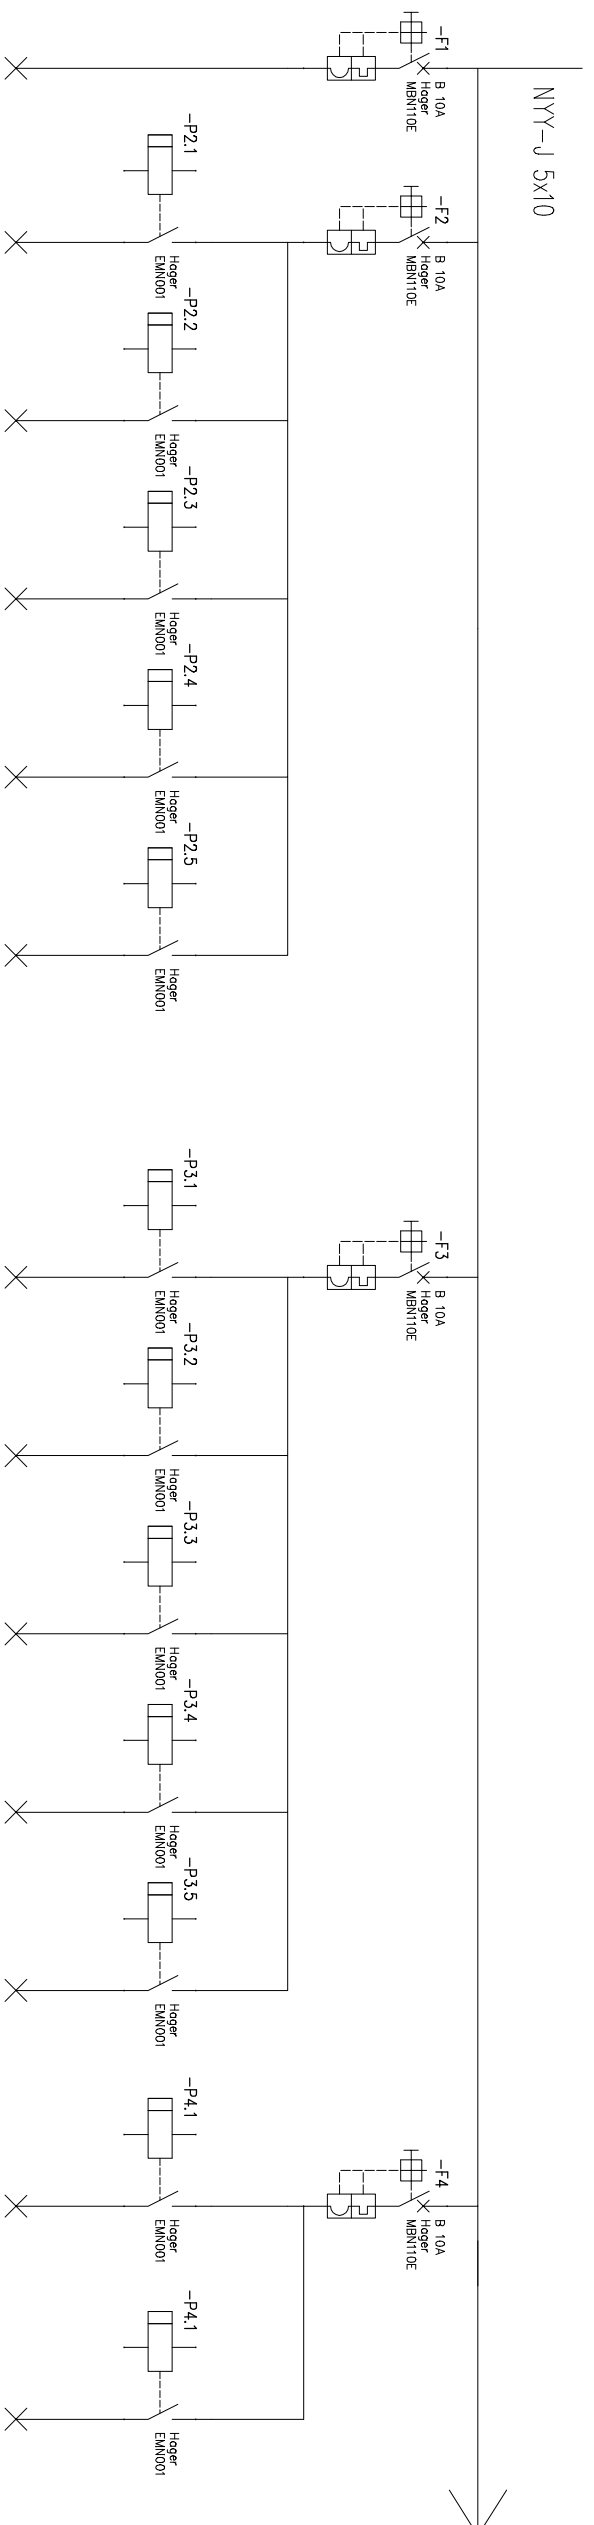 NYY-J 5x10
-F1
B 10A
Hager
MBN110E
-F2
B 10A
Hager
MBN110E
-F3
B 10A
Hager
MBN110E
-F4
B 10A
Hager
MBN110E
-P2.1
Hager
EMN001
-P2.2
Hager
EMN001
-P2.3
Hager
EMN001
-P2.4
Hager
EMN001
-P2.5
Hager
EMN001
-P3.1
Hager
EMN001
-P3.2
Hager
EMN001
-P3.3
Hager
EMN001
-P3.4
Hager
EMN001
-P3.5
Hager
EMN001
-P4.1
Hager
EMN001
-P4.1
Hager
EMN001